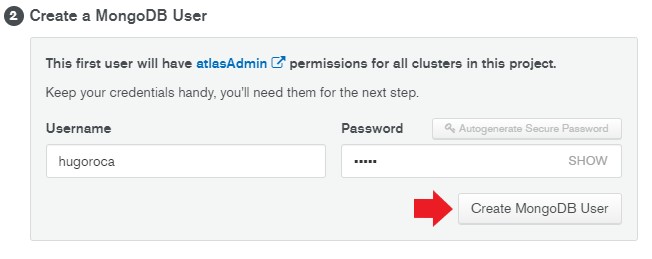 2 Create a MongoDB User
This first user will have atlasAdmin permissions for all clusters in this project.
Keep your credentials handy, you'll need them for the next step.
Username
Password
Autogenerate Secure Password
hugoroca
•••••
SHOW
Create MongoDB User